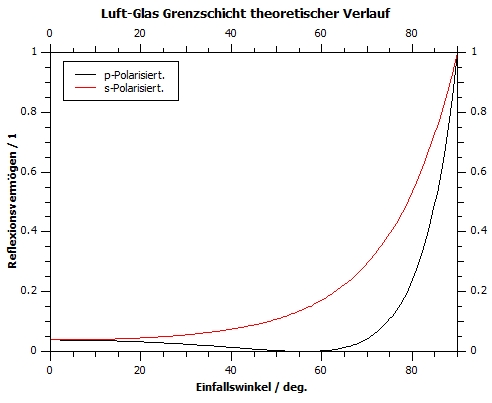 Luft-Glas Grenzschicht theoretischer Verlauf
0 20 40 60 80
1 1
0.8 0.8
0.6 0.6
0.4 0.4
0.2 0.2
0 0
0 20 40 60 80
p-Polarisiert.
s-Polarisiert.
Reflexionsvermögen / 1
Einfallswinkel / deg.